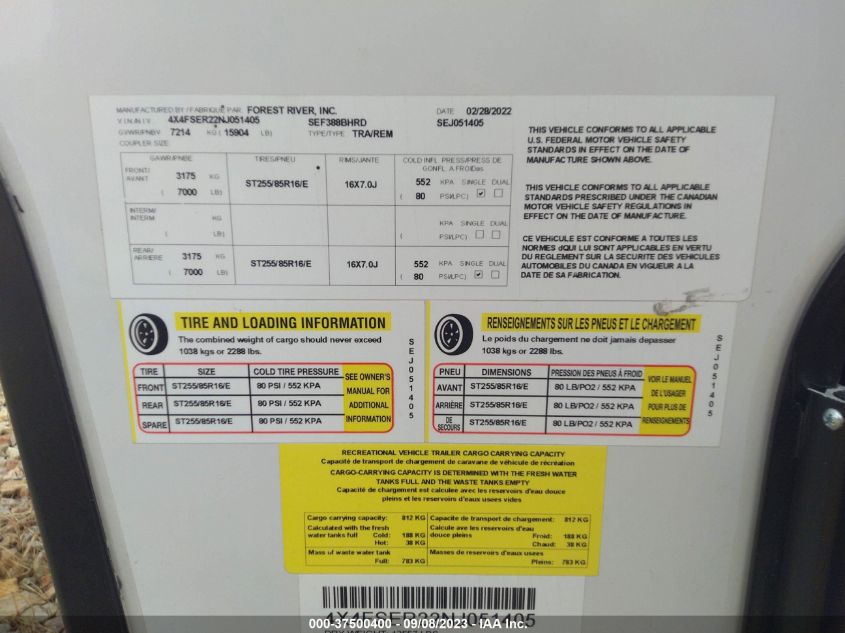 MANUFACTURED BY / FABRIQUÉ PAR: FOREST RIVER, INC. DATE 02/28/2022
V.I.N./N.I.V. 4X4FSER22NJ051405 SEF388BHRD SEJ051405
GVWR/PNBV 7214 KG ( 15904 LB) TYPE/TYPE: TRA/REM
COUPLER SIZE:
GAWR/PNBE TIRES/PNEU RIMS/JANTE COLD INFL. PRESS/PRESS DE
GONFL A FROID
FRONT/ AVANT 3175 KG ST255/85R16/E 16X7.0J 552 KPA SINGLE DUAL
( 7000 LB) ( 80 PSI/LPC)
INTERM/ INTERM KG KPA SINGLE DUAL
( LB) ( PSI/LPC)
REAR/ ARRIERE 3175 KG ST255/85R16/E 16X7.0J 552 KPA SINGLE DUAL
( 7000 LB) ( 80 PSI/LPC)
THIS VEHICLE CONFORMS TO ALL APPLICABLE
U.S. FEDERAL MOTOR VEHICLE SAFETY
STANDARDS IN EFFECT ON THE DATE OF
MANUFACTURE SHOWN ABOVE.
THIS VEHICLE CONFORMS TO ALL APPLICABLE
STANDARDS PRESCRIBED UNDER THE CANADIAN
MOTOR VEHICLE SAFETY REGULATIONS IN
EFFECT ON THE DATE OF MANUFACTURE.
CE VEHICULE EST CONFORME A TOUTES LES
NORMES dQUI LUI SONT APPLICABLES EN VERTU
DU REGLEMENT SUR LA SECURITE DES VEHICULES
AUTOMOBILES DU CANADA EN VIGUEUR A LA
DATE DE SA FABRICATION.
TIRE AND LOADING INFORMATION
The combined weight of cargo should never exceed
1038 kgs or 2288 lbs.
TIRE SIZE COLD TIRE PRESSURE
FRONT ST255/85R16/E 80 PSI / 552 KPA
REAR ST255/85R16/E 80 PSI / 552 KPA
SPARE ST255/85R16/E 80 PSI / 552 KPA
SEE OWNER'S
MANUAL FOR
ADDITIONAL
INFORMATION
SEJ051405
RENSEIGNEMENTS SUR LES PNEUS ET LE CHARGEMENT
Le poids du chargement ne doit jamais depasser
1038 kgs or 2288 lbs.
PNEU DIMENSIONS PRESSION DES PNEUS À FROID
AVANT ST255/85R16/E 80 LB/PO2 / 552 KPA
ARRIÈRE ST255/85R16/E 80 LB/PO2 / 552 KPA
DE SECOURS ST255/85R16/E 80 LB/PO2 / 552 KPA
VOIR LE MANUEL
DE L'USAGER
POUR PLUS DE
RENSEIGNEMENTS
SEJ051405
RECREATIONAL VEHICLE TRAILER CARGO CARRYING CAPACITY
Capacité de transport de chargement de caravane de véhicule de récréation
CARGO-CARRYING CAPACITY IS DETERMINED WITH THE FRESH WATER
TANKS FULL AND THE WASTE TANKS EMPTY
Capacité de chargement est calculee avec les reservoirs d'eau douce
pleins et les reservoirs d'eaux usees vides
Cargo carrying capacity: 812 KG Capacite de transport de chargement: 812 KG
Calculated with the fresh Calcule avec les reservoirs d'eau
water tanks full Cold: 188 KG douce pleins Froid: 188 KG
Hot: 38 KG Chaud: 38 KG
Mass of waste water tank Masses de reservoirs d'eaux usees
Full: 783 KG Pleins: 783 KG
4X4FSER22NJ051405
000-37500400 - 09/08/2023 - IAA Inc.